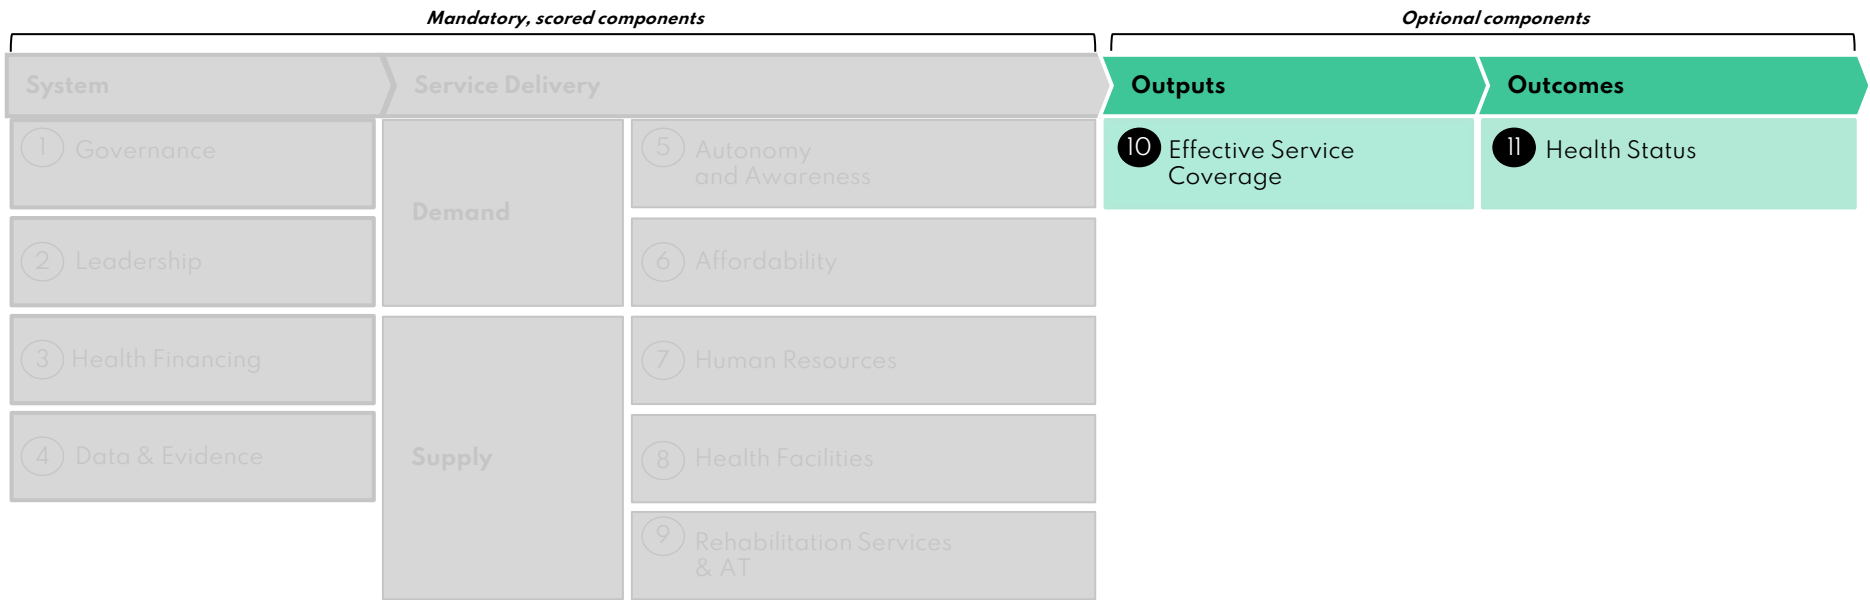 Mandatory, scored components
Optional components
System
Service Delivery
Outputs
Outcomes
1 Governance
2 Leadership
3 Health Financing
4 Data & Evidence
Demand
Supply
5 Autonomy
and Awareness
6 Affordability
7 Human Resources
8 Health Facilities
9 Rehabilitation Services
& AT
10 Effective Service
Coverage
11 Health Status